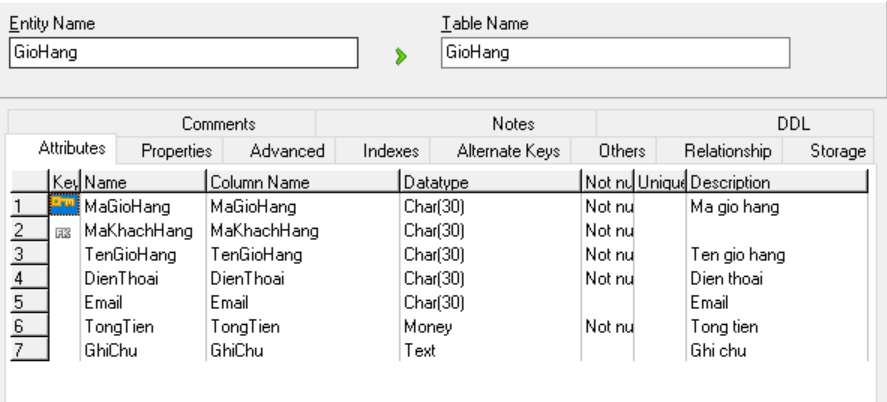 Entity Name Table Name
GioHang GioHang
Comments Notes DDL
Attributes Properties Advanced Indexes Alternate Keys Others Relationship Storage
Key Name Column Name Datatype Not nu Unique Description
1 MaGioHang MaGioHang Char(30) Not nu Ma gio hang
2 FK MaKhachHang MaKhachHang Char(30) Not nu
3 TenGioHang TenGioHang Char(30) Not nu Ten gio hang
4 DienThoai DienThoai Char(30) Not nu Dien thoai
5 Email Email Char(30) Email
6 TongTien TongTien Money Not nu Tong tien
7 GhiChu GhiChu Text Ghi chu